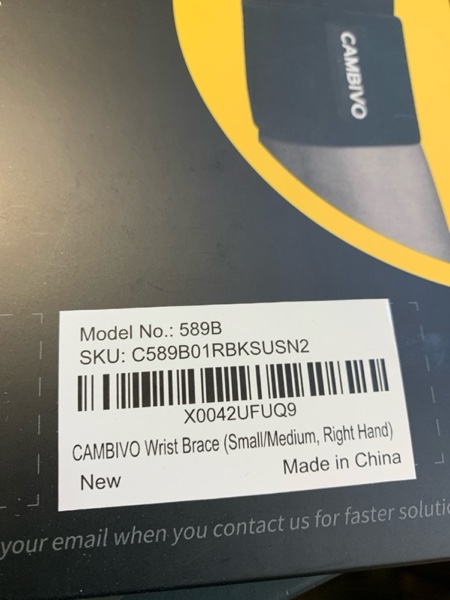 CAMBIVO
Model No.: 589B
SKU: C589B01RBKSUSN2
X0042UFUQ9
CAMBIVO Wrist Brace (Small/Medium, Right Hand)
New Made in China
your email when you contact us for faster